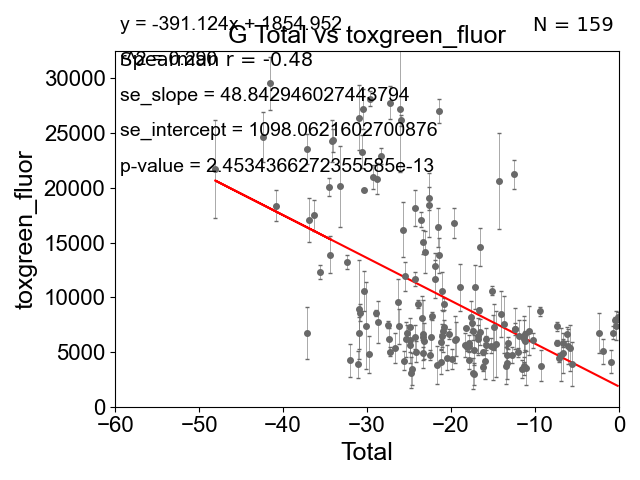 y = -391.124x + 1854.952
N = 159
G Total vs toxgreen_fluor
Spearman r = -0.48
se_slope = 48.842946027443794
se_intercept = 1098.0621602700876
p-value = 2.4534366272355585e-13
toxgreen_fluor
30000
25000
20000
15000
10000
5000
0
−60
−50
−40
−30
−20
−10
0
Total